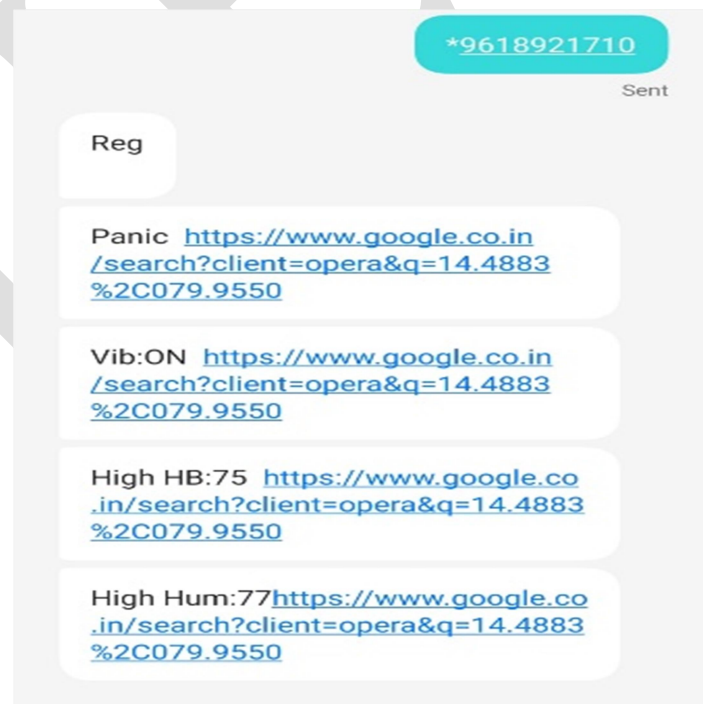 *9618921710
Sent
Reg
Panic https://www.google.co.in
/search?client=opera&q=14.4883
%2C079.9550
Vib:ON https://www.google.co.in
/search?client=opera&q=14.4883
%2C079.9550
High HB:75 https://www.google.co
.in/search?client=opera&q=14.4883
%2C079.9550
High Hum:77https://www.google.co
.in/search?client=opera&q=14.4883
%2C079.9550